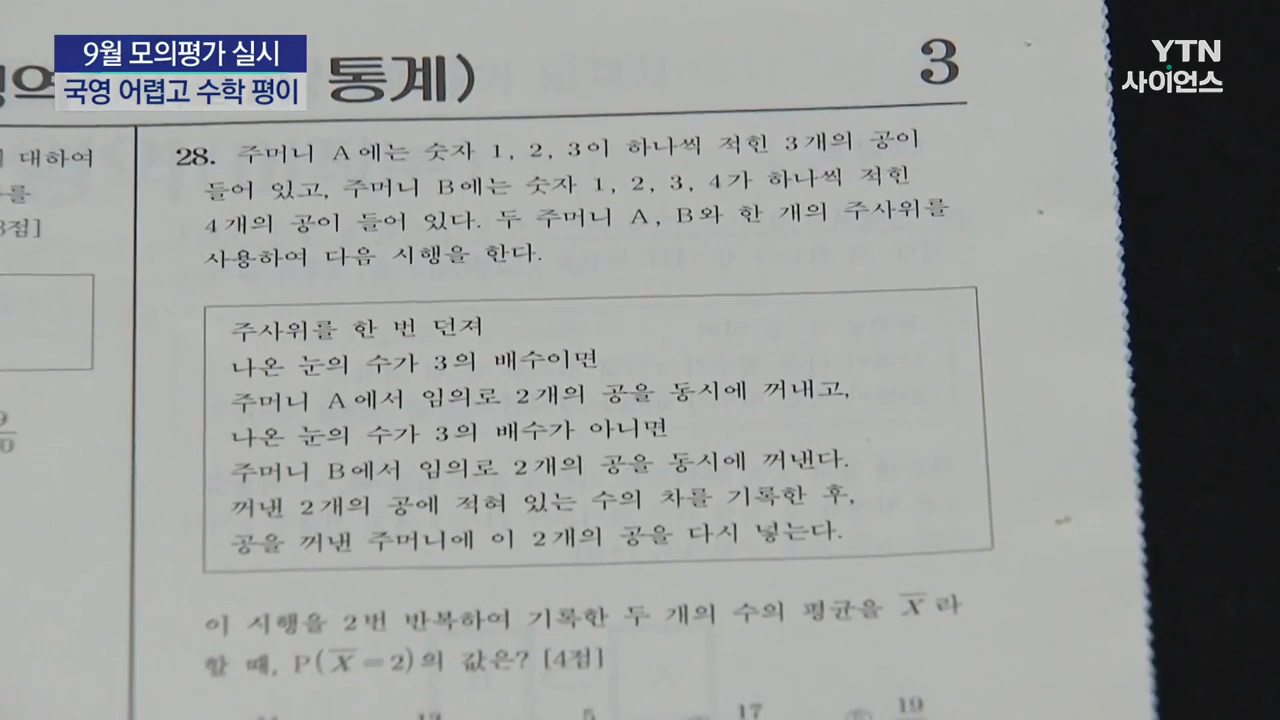 9월 모의평가 실시
국영 어렵고 수학 평이
YTN
사이언스
통계)
3
대하여
를
3점]
28. 주머니 A에는 숫자 1, 2, 3이 하나씩 적힌 3개의 공이
들어 있고, 주머니 B에는 숫자 1, 2, 3, 4가 하나씩 적힌
4개의 공이 들어 있다. 두 주머니 A, B와 한 개의 주사위를
사용하여 다음 시행을 한다.
주사위를 한 번 던져
나온 눈의 수가 3의 배수이면
주머니 A에서 임의로 2개의 공을 동시에 꺼내고,
나온 눈의 수가 3의 배수가 아니면
주머니 B에서 임의로 2개의 공을 동시에 꺼낸다.
꺼낸 2개의 공에 적혀 있는 수의 차를 기록한 후,
공을 꺼낸 주머니에 이 2개의 공을 다시 넣는다.
이 시행을 2번 반복하여 기록한 두 개의 수의 평균을 X̅ 라
할 때, P(X̅=2)의 값은? [4점]
13 5 17 19